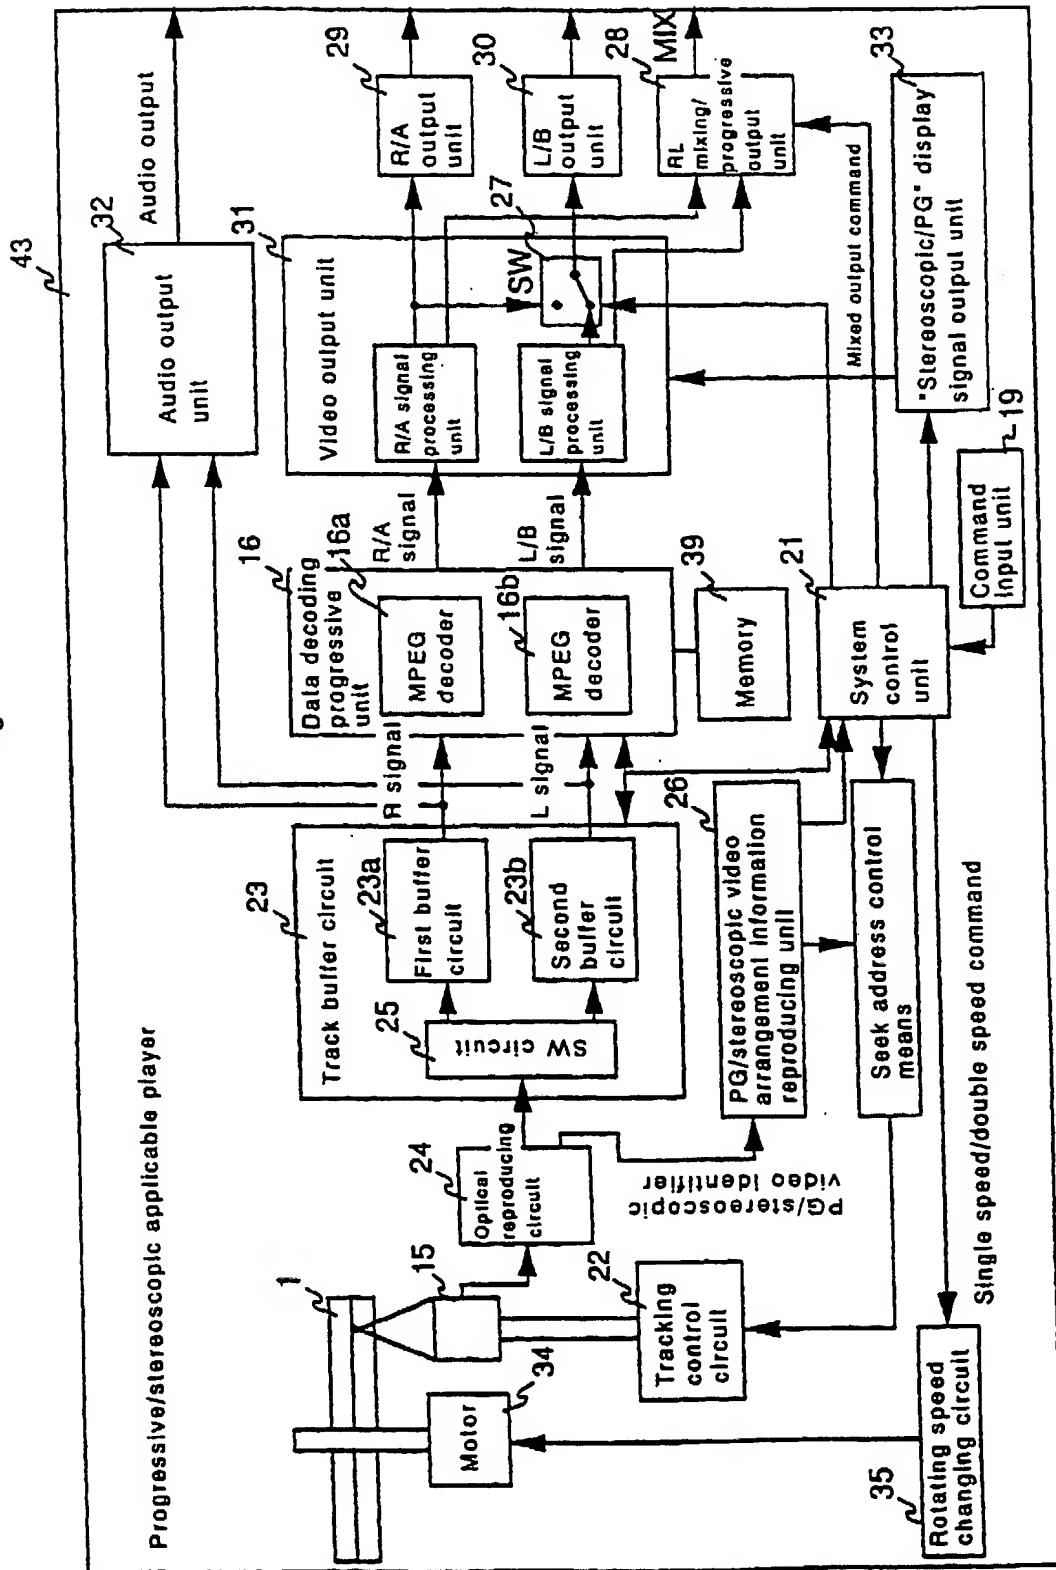 Progressive/stereoscopic applicable player
43
1
15
34
Motor
22
Tracking
control
circuit
35
Rotating speed
changing circuit
Single speed/double speed command
24
Optical
reproducing
circuit
PG/stereoscopic
video identifier
23
Track buffer circuit
25
SW circuit
23a
First buffer
circuit
23b
Second
buffer
circuit
26
PG/stereoscopic video
arrangement information
reproducing unit
Seek address control
means
R signal
L signal
16
Data decoding
progressive
unit
16a
MPEG
decoder
16b
MPEG
decoder
39
Memory
21
System
control
unit
19
Command
input unit
R/A
signal
L/B
signal
31
Video output unit
R/A signal
processing
unit
L/B signal
processing
unit
SW
27
32
Audio output
unit
Audio output
29
R/A
output
unit
30
L/B
output
unit
28
RL
mixing/
progressive
output
unit
MIX
Mixed output command
33
"Stereoscopic/PG" display
signal output unit